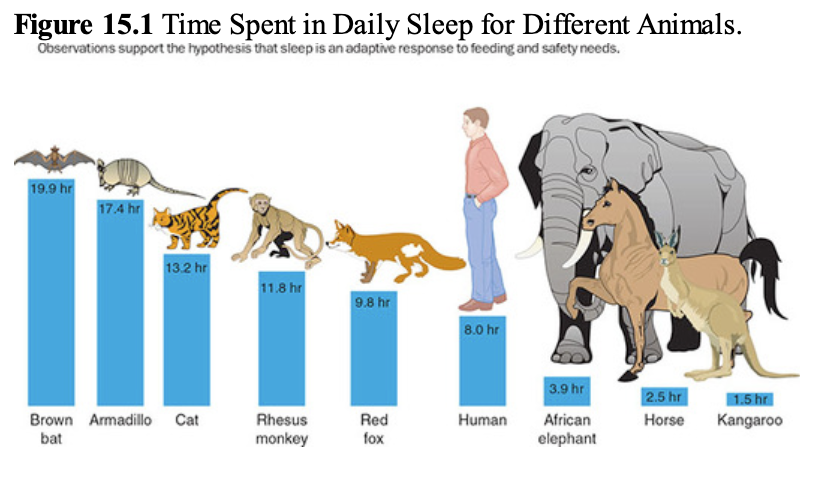 Figure 15.1 Time Spent in Daily Sleep for Different Animals.
Observations support the hypothesis that sleep is an adaptive response to feeding and safety needs.
19.9 hr
17.4 hr
13.2 hr
11.8 hr
9.8 hr
8.0 hr
3.9 hr
2.5 hr
1.5 hr
Brown
bat
Armadillo
Cat
Rhesus
monkey
Red
fox
Human
African
elephant
Horse
Kangaroo